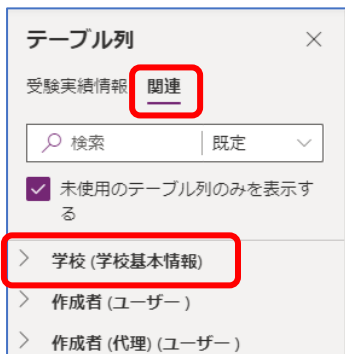 テーブル列
受験実績情報 関連
検索 既定
未使用のテーブル列のみを表示す
る
学校 (学校基本情報)
作成者 (ユーザー )
作成者 (代理) (ユーザー )